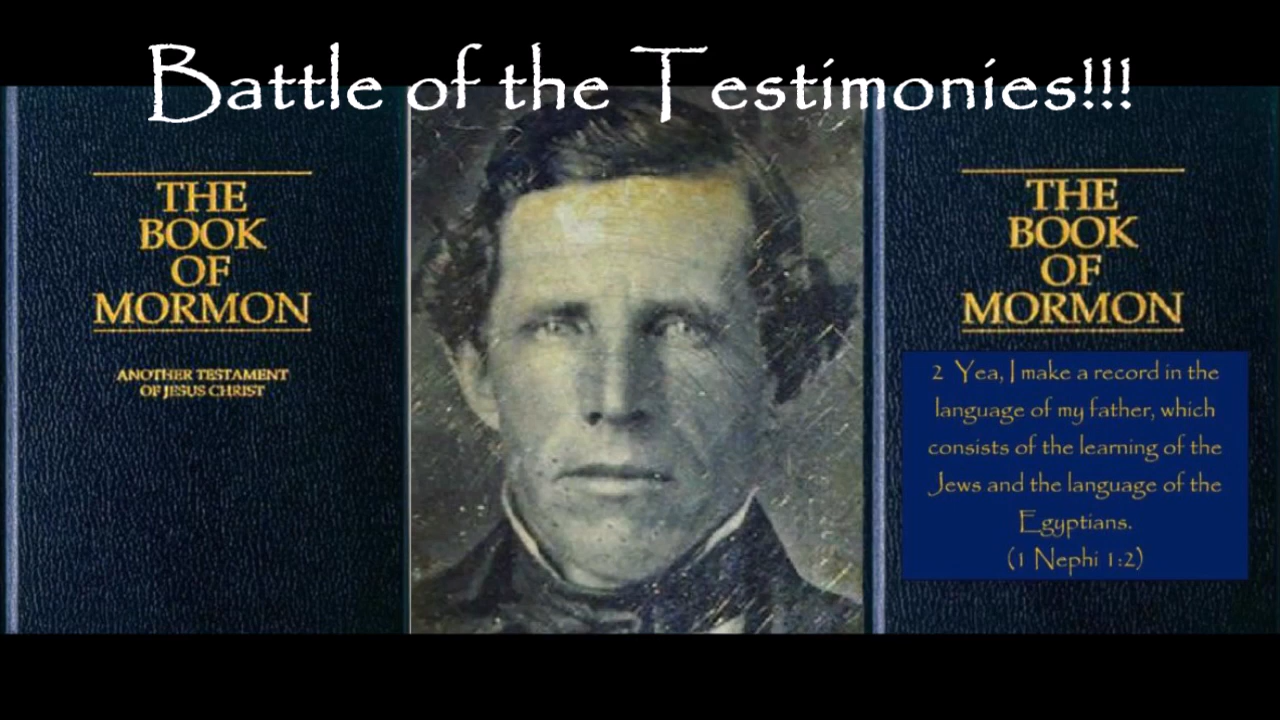 Battle of the Testimonies!!!
THE
BOOK
OF
MORMON
ANOTHER TESTAMENT
OF JESUS CHRIST
THE
BOOK
OF
MORMON
2 Yea, I make a record in the
language of my father, which
consists of the learning of the
Jews and the language of the
Egyptians.
(1 Nephi 1:2)